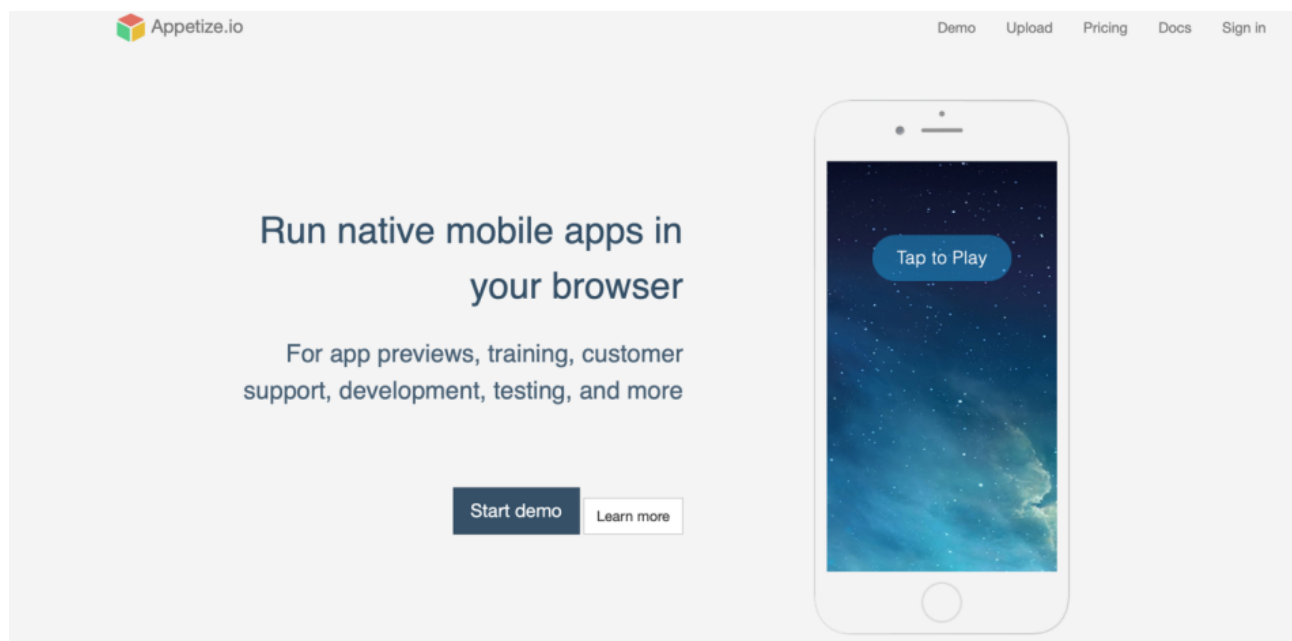 Appetize.io
Demo Upload Pricing Docs Sign in
Run native mobile apps in
your browser
For app previews, training, customer
support, development, testing, and more
Start demo
Learn more
Tap to Play